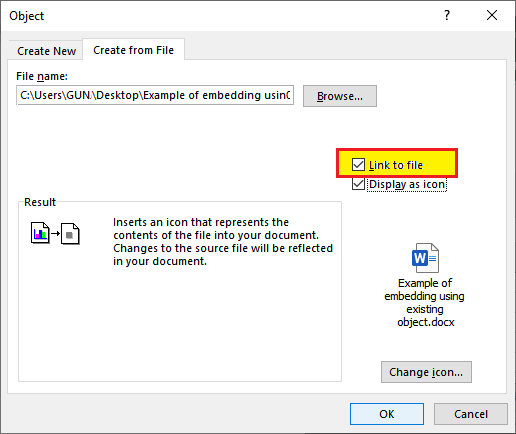 Object
Create New
Create from File
File name:
C:\Users\GUN.\Desktop\Example of embedding usin
Browse...
Link to file
Display as icon
Result
Inserts an icon that represents the
contents of the file into your document.
Changes to the source file will be reflected
in your document.
Example of
embedding using
existing
object.docx
Change icon...
OK
Cancel